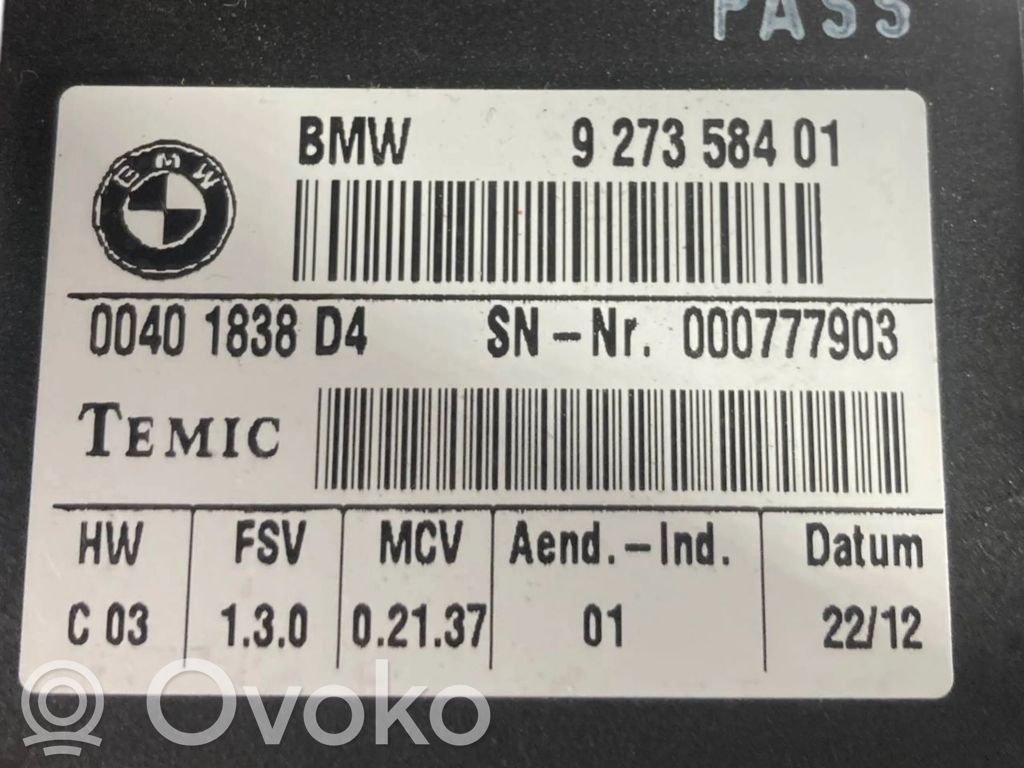 PASS
BMW 9 273 584 01
BMW
0040 1838 D4 SN-Nr. 000777903
TEMIC
HW FSV MCV Aend.-Ind. Datum
C 03 1.3.0 0.21.37 01 22/12
Ovoko